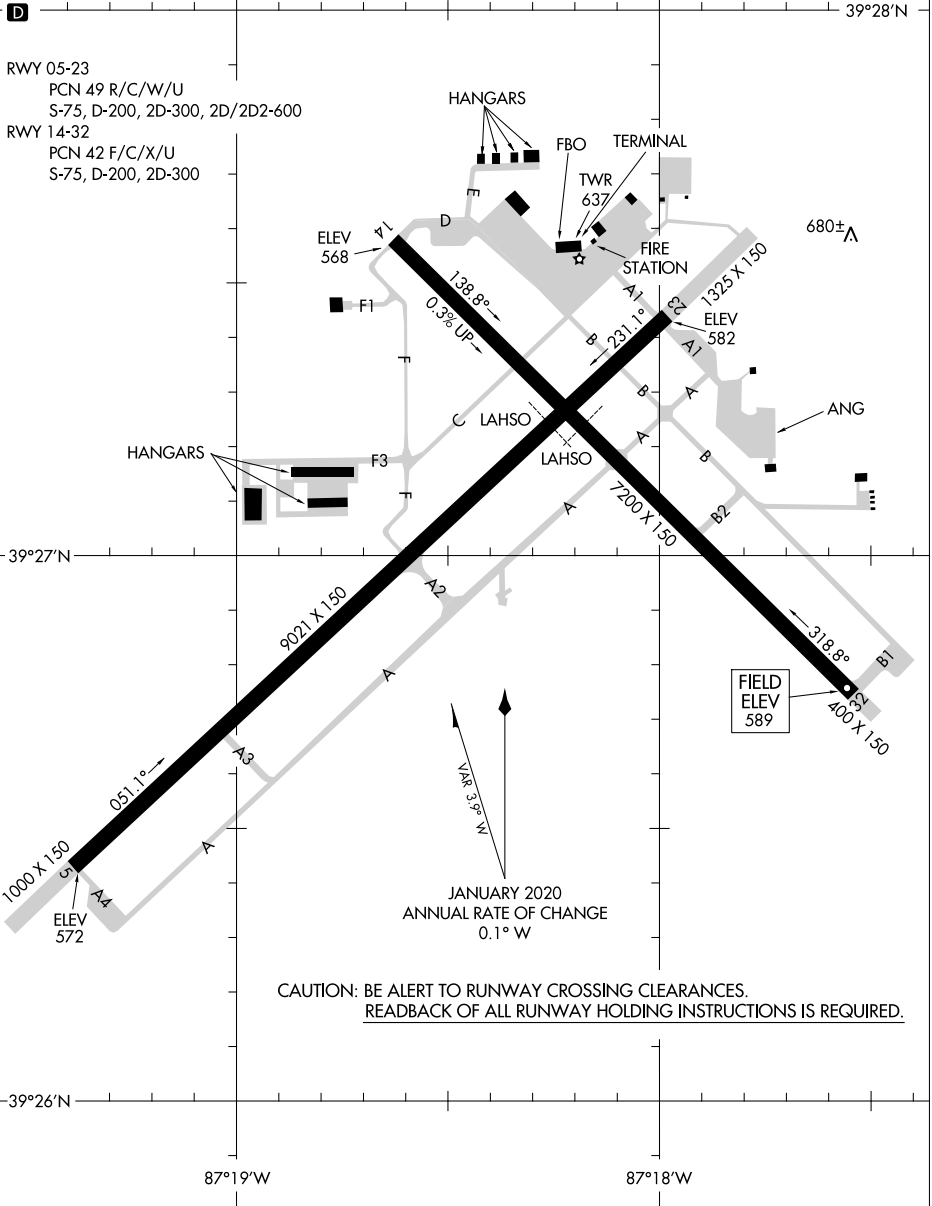 D
39°28'N
RWY 05-23
PCN 49 R/C/W/U
S-75, D-200, 2D-300, 2D/2D2-600
RWY 14-32
PCN 42 F/C/X/U
S-75, D-200, 2D-300
HANGARS
FBO
TERMINAL
TWR
637
E
D
14
ELEV
568
680±
FIRE
STATION
138.8°
0.3% UP
A1
1325 X 150
23
ELEV
582
F1
231.1°
B
A1
F
B
A
C
LAHSO
ANG
A
LAHSO
HANGARS
F3
B
F
7200 X 150
A
B2
39°27'N
A2
9021 X 150
318.8°
B1
A
FIELD
ELEV
589
32
400 X 150
A3
VAR 3.9° W
051.1°
A
1000 X 150
5
A4
ELEV
572
JANUARY 2020
ANNUAL RATE OF CHANGE
0.1° W
CAUTION: BE ALERT TO RUNWAY CROSSING CLEARANCES.
READBACK OF ALL RUNWAY HOLDING INSTRUCTIONS IS REQUIRED.
39°26'N
87°19'W
87°18'W